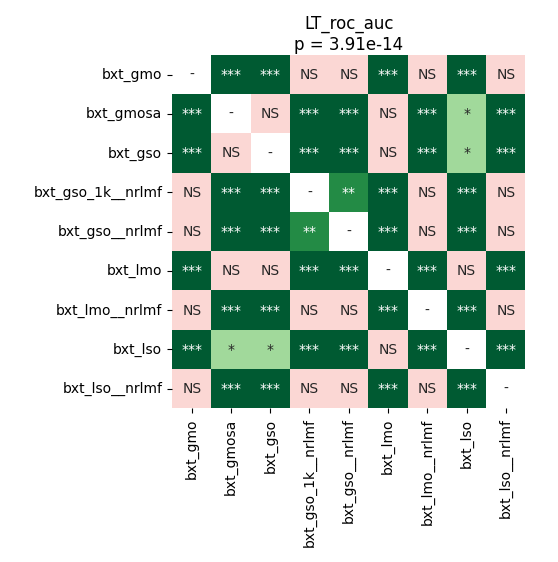 LT_roc_auc
p = 3.91e-14
bxt_gmo - *** *** NS NS *** NS *** NS
bxt_gmosa *** - NS *** *** NS *** * ***
bxt_gso *** NS - *** *** NS *** * ***
bxt_gso_1k__nrlmf NS *** *** - ** *** NS *** NS
bxt_gso__nrlmf NS *** *** ** - *** NS *** NS
bxt_lmo *** NS NS *** *** - *** NS ***
bxt_lmo__nrlmf NS *** *** NS NS *** - *** NS
bxt_lso *** * * *** *** NS *** - ***
bxt_lso__nrlmf NS *** *** NS NS *** NS *** -
bxt_gmo
bxt_gmosa
bxt_gso
bxt_gso_1k__nrlmf
bxt_gso__nrlmf
bxt_lmo
bxt_lmo__nrlmf
bxt_lso
bxt_lso__nrlmf